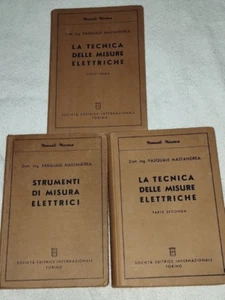 Manuali Tecnici
Dott. Ing. PASQUALE MASTANDREA
LA TECNICA
DELLE MISURE
ELETTRICHE
SOCIETÀ EDITRICE INTERNAZIONALE
TORINO
Manuali Tecnici
Dott. Ing. PASQUALE MASTANDREA
STRUMENTI
DI MISURA
ELETTRICI
SOCIETÀ EDITRICE INTERNAZIONALE
TORINO
Manuali Tecnici
Dott. Ing. PASQUALE MASTANDREA
LA TECNICA
DELLE MISURE
ELETTRICHE
PARTE SECONDA
SOCIETÀ EDITRICE INTERNAZIONALE
TORINO